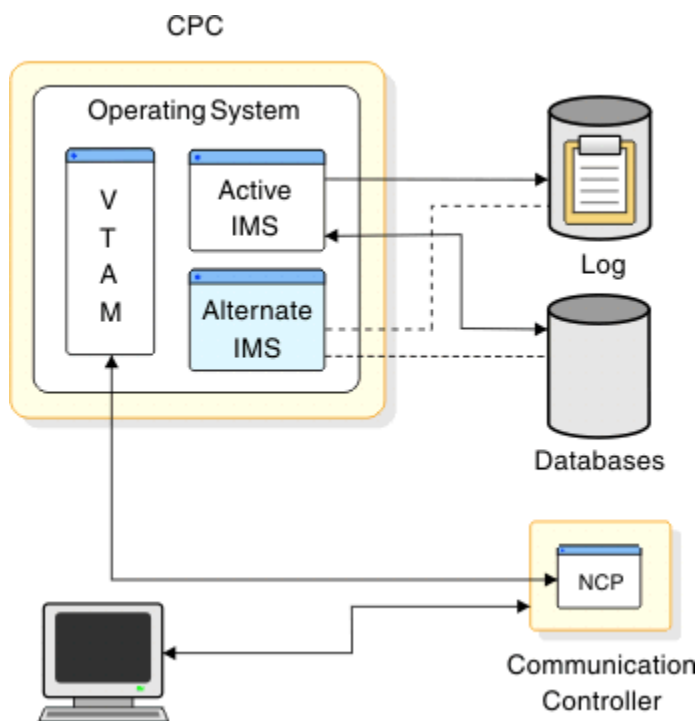 CPC
Operating System
V
T
A
M
Active
IMS
Alternate
IMS
Log
Databases
NCP
Communication
Controller